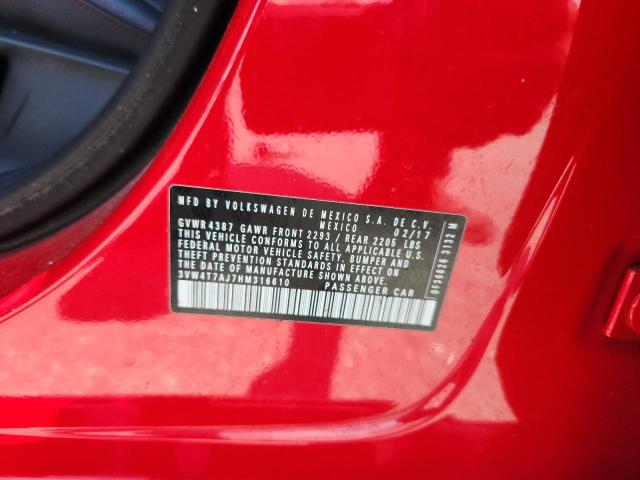 MFD BY VOLKSWAGEN DE MEXICO S.A. DE C.V.
MEXICO 02/17
GVWR 4387 GAWR FRONT 2293 / REAR 2205 LBS
THIS VEHICLE CONFORMS TO ALL APPLICABLE U.S.
FEDERAL MOTOR VEHICLE SAFETY, BUMPER AND
THEFT PREVENTION STANDARDS IN EFFECT ON
THE DATE OF MANUFACTURE SHOWN ABOVE.
3VW4T7AJ7HM316610 PASSENGER CAR
3132 M